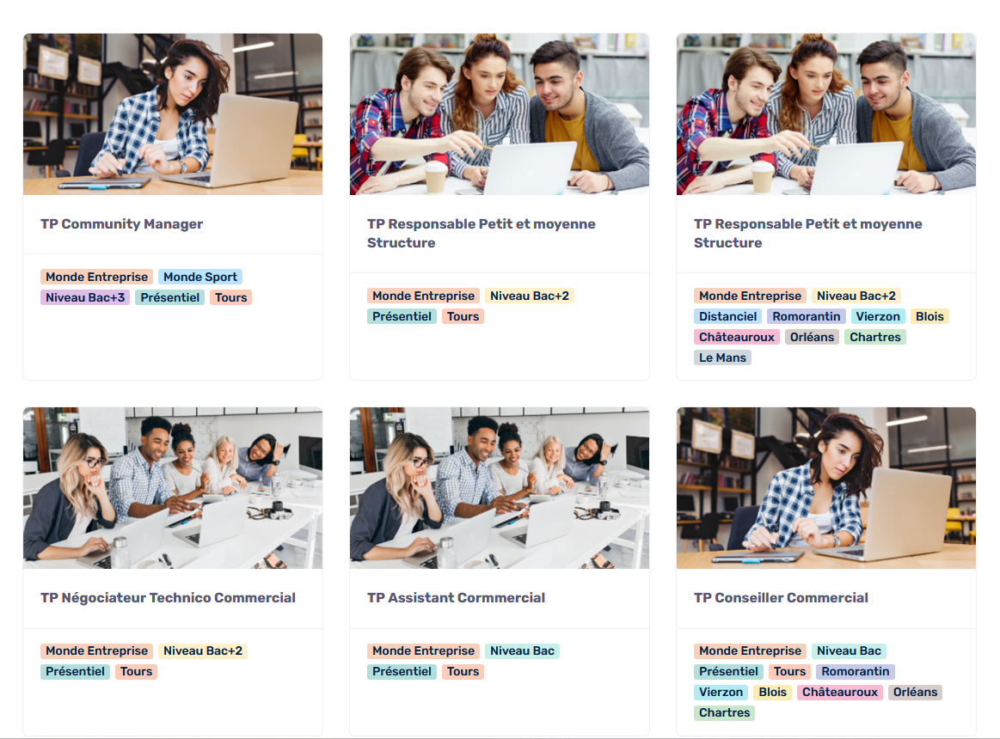 TP Community Manager
Monde Entreprise Monde Sport
Niveau Bac+3 Présentiel Tours
TP Responsable Petit et moyenne
Structure
Monde Entreprise Niveau Bac+2
Présentiel Tours
TP Responsable Petit et moyenne
Structure
Monde Entreprise Niveau Bac+2
Distanciel Romorantin Vierzon Blois
Châteauroux Orléans Chartres
Le Mans
TP Négociateur Technico Commercial
Monde Entreprise Niveau Bac+2
Présentiel Tours
TP Assistant Cormmercial
Monde Entreprise Niveau Bac
Présentiel Tours
TP Conseiller Commercial
Monde Entreprise Niveau Bac
Présentiel Tours Romorantin
Vierzon Blois Châteauroux Orléans
Chartres